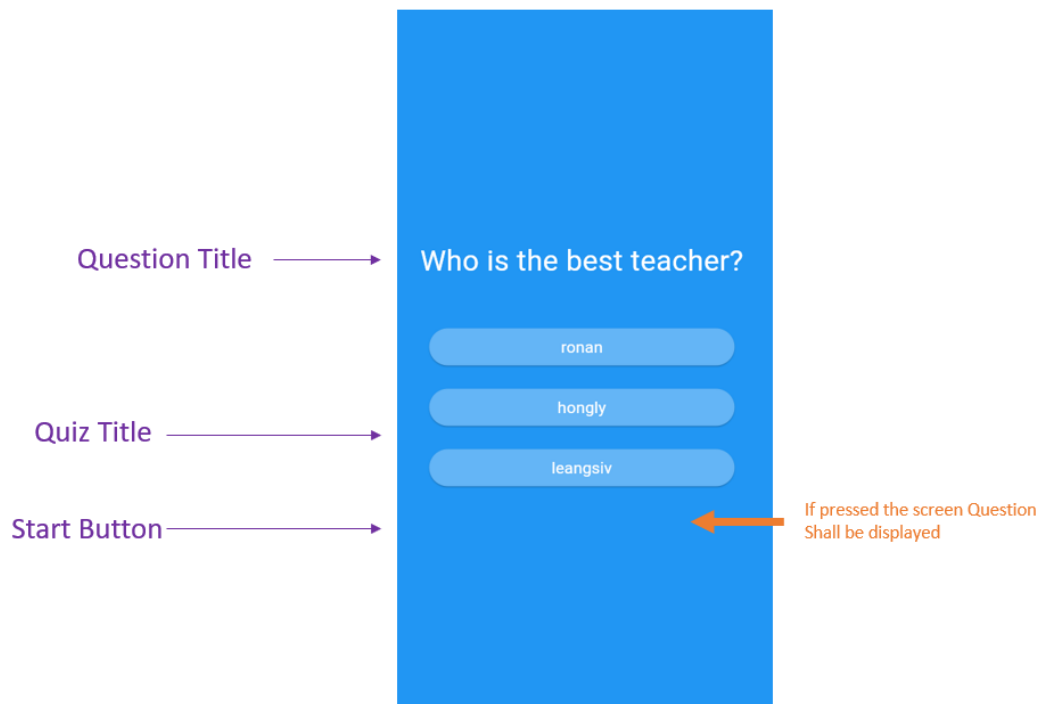 Question Title
Who is the best teacher?
ronan
hongly
Quiz Title
leangsiv
Start Button
If pressed the screen Question
Shall be displayed